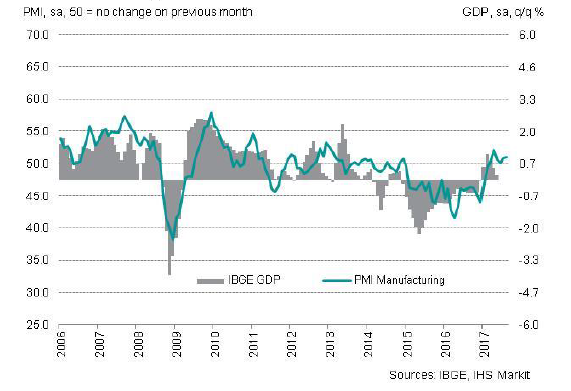 PMI, sa, 50 = no change on previous month
GDP, sa, q/q %
70.0 6.0
65.0 4.6
60.0 3.3
55.0 2.0
50.0 0.7
45.0 -0.7
40.0 -2.0
35.0 -3.3
30.0 -4.7
25.0 -6.0
IBGE GDP PMI Manufacturing
2006 2007 2008 2009 2010 2011 2012 2013 2014 2015 2016 2017
Sources: IBGE, IHS Markit